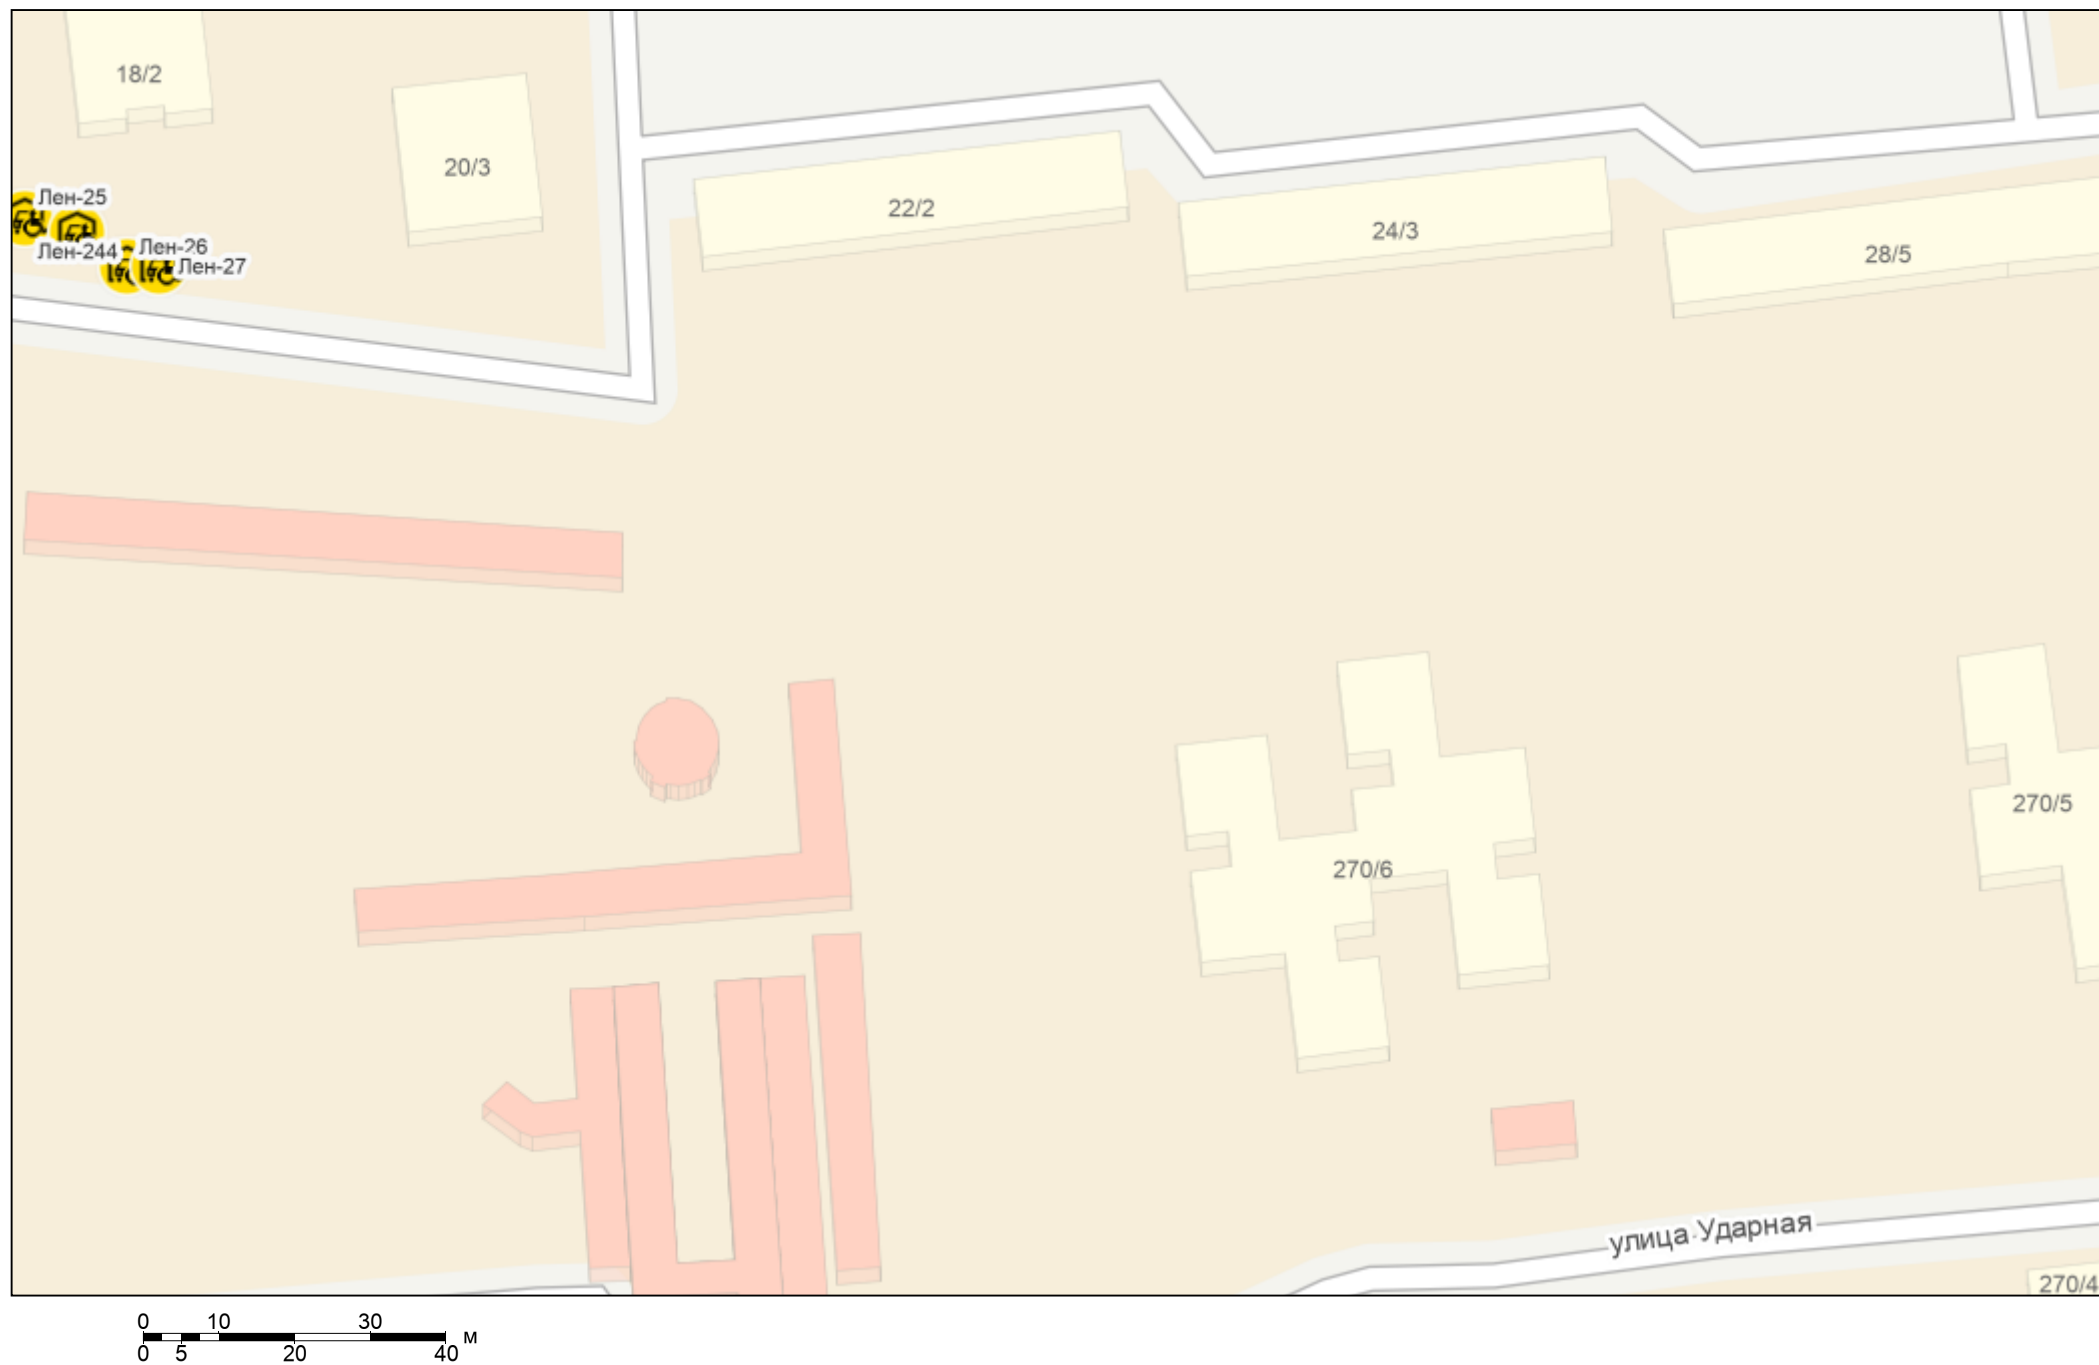 18/2
20/3
Лен-25
22/2
24/3
Лен-26
Лен-244
28/5
Лен-27
270/5
270/6
улица Ударная
270/4
0 10 30
м
0 5 20 40